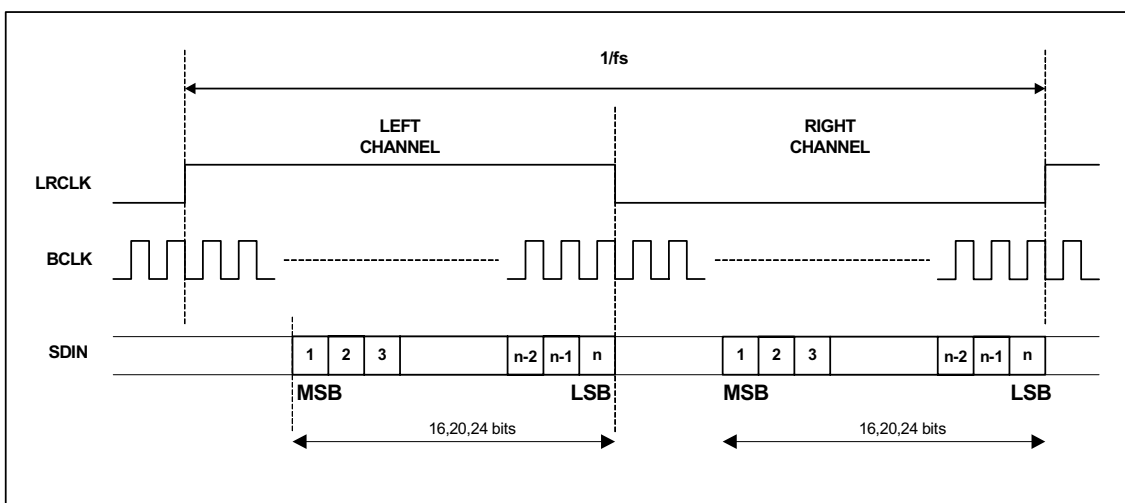 1/fs
LEFT
CHANNEL
RIGHT
CHANNEL
LRCLK
BCLK
SDIN
1 2 3 n-2 n-1 n 1 2 3 n-2 n-1 n
MSB LSB MSB LSB
16,20,24 bits 16,20,24 bits